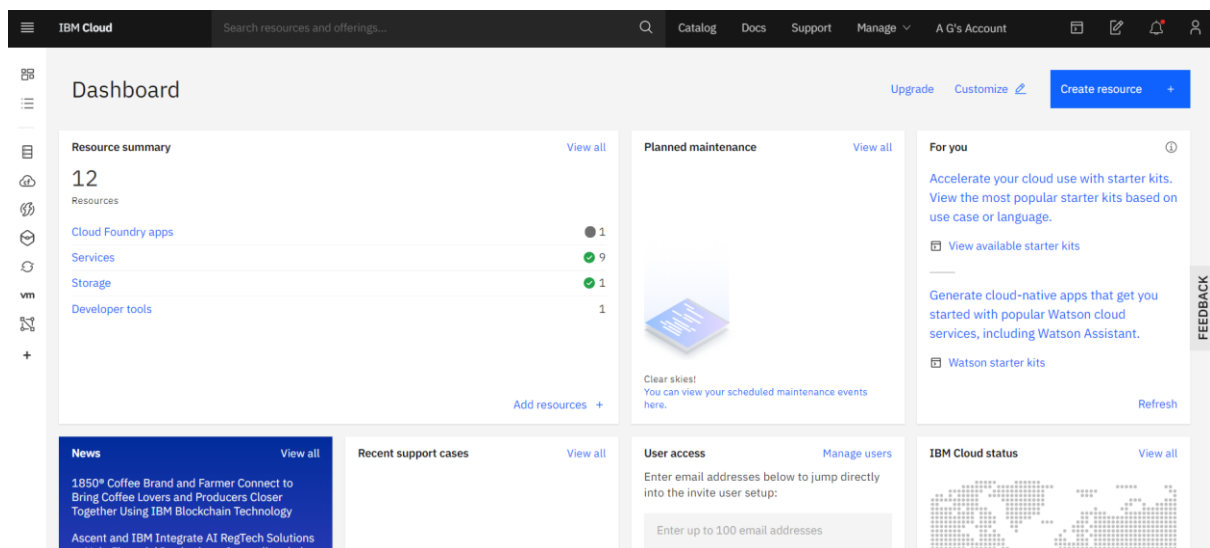 IBM Cloud
Search resources and offerings...
Catalog
Docs
Support
Manage
A G's Account
Dashboard
Upgrade
Customize
Create resource +
Resource summary
View all
12
Resources
Cloud Foundry apps
1
Services
9
Storage
1
Developer tools
1
Add resources +
Planned maintenance
View all
Clear skies!
You can view your scheduled maintenance events
here.
For you
Accelerate your cloud use with starter kits.
View the most popular starter kits based on
use case or language.
View available starter kits
Generate cloud-native apps that get you
started with popular Watson cloud
services, including Watson Assistant.
Watson starter kits
Refresh
vm
FEEDBACK
News
View all
1850® Coffee Brand and Farmer Connect to
Bring Coffee Lovers and Producers Closer
Together Using IBM Blockchain Technology
Ascent and IBM Integrate AI RegTech Solutions
Recent support cases
View all
User access
Manage users
Enter email addresses below to jump directly
into the invite user setup:
Enter up to 100 email addresses
IBM Cloud status
View all